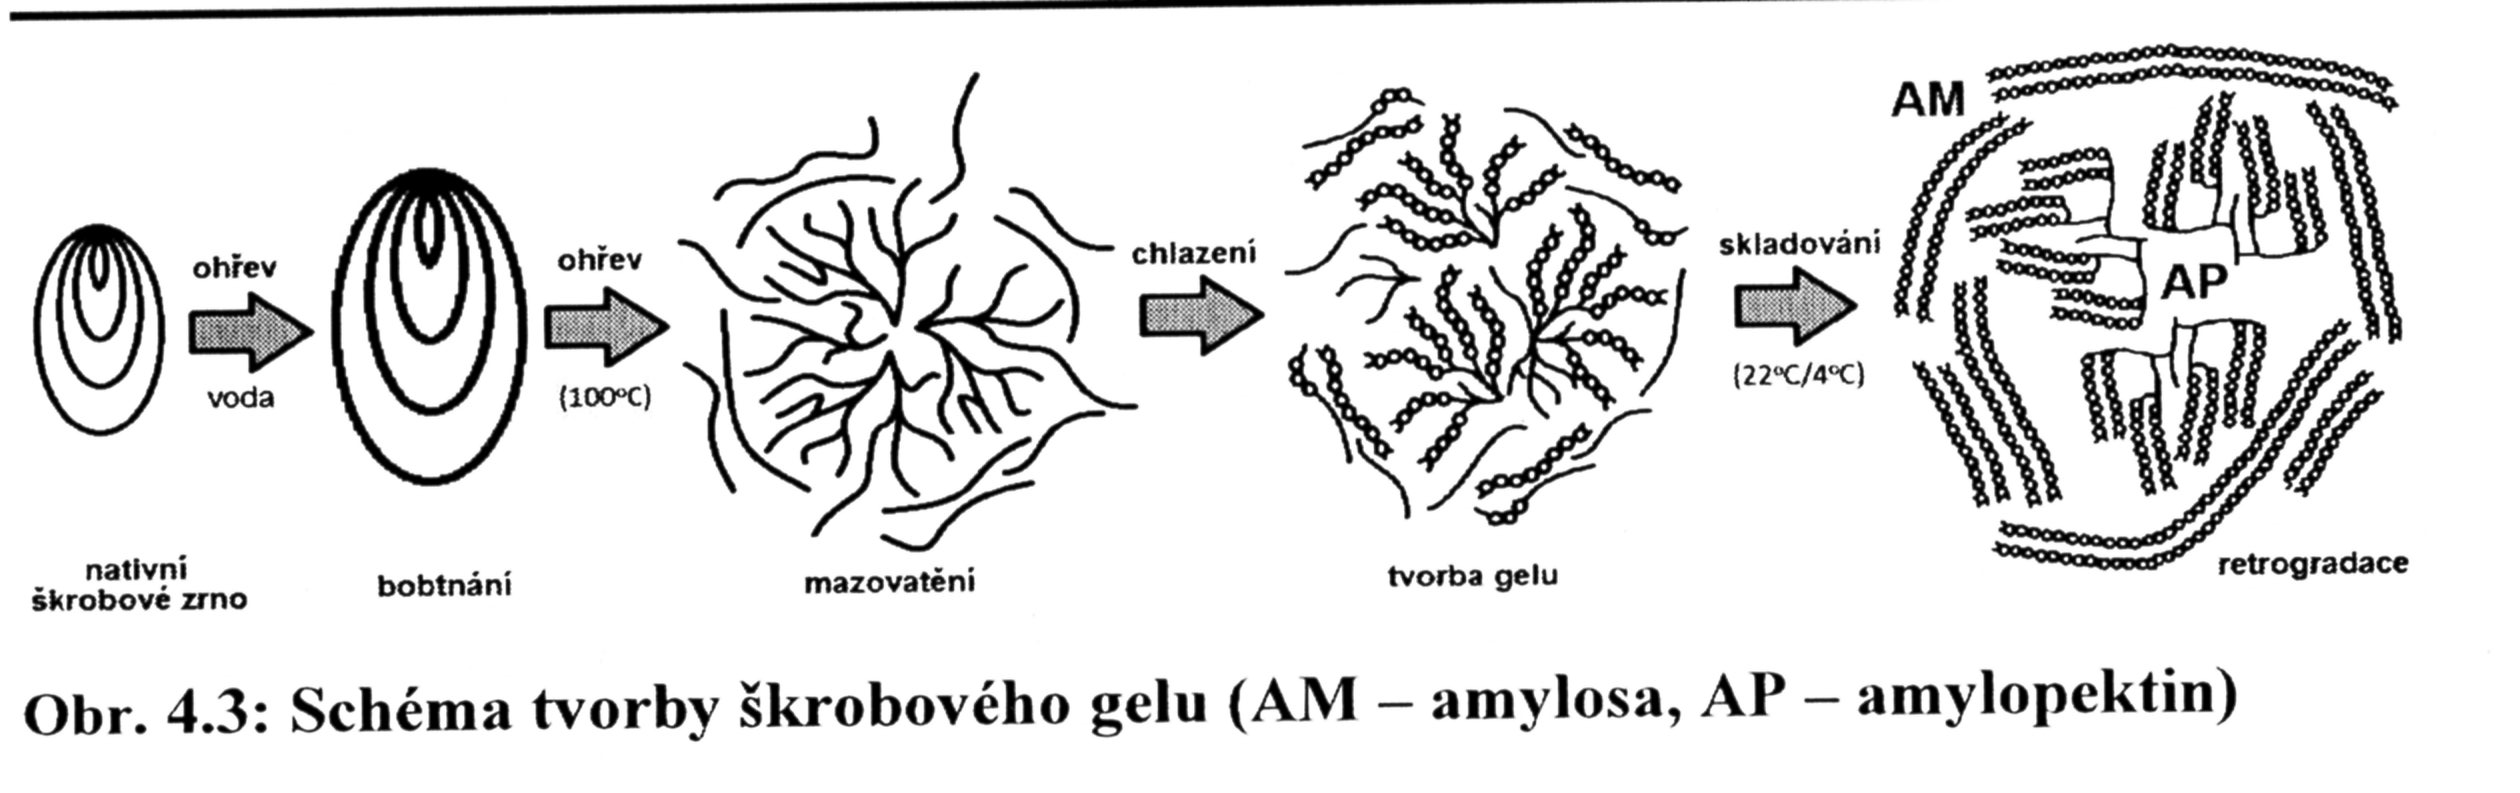 ohřev
voda
ohřev
(100°C)
chlazení
skladování
(22°C/4°C)
AM
AP
nativní
škrobové zrno
bobtnání
mazovatění
tvorba gelu
retrogradace
Obr. 4.3: Schéma tvorby škrobového gelu (AM – amylosa, AP – amylopektin)